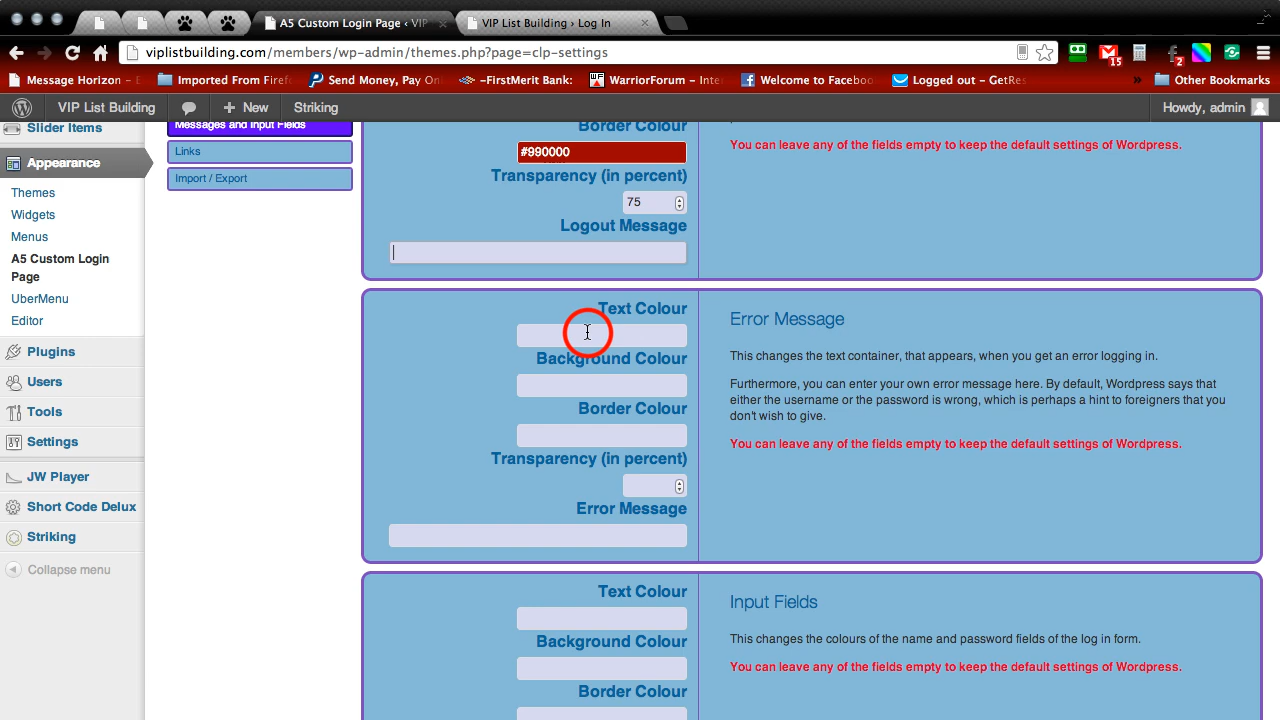 A5 Custom Login Page ‹ VIP
VIP List Building › Log In
viplistbuilding.com/members/wp-admin/themes.php?page=clp-settings
15
2
Message Horizon –
Imported From Firef
Send Money, Pay On
–FirstMerit Bank:
WarriorForum – Inte
Welcome to Faceboo
Logged out – GetRes
»
Other Bookmarks
VIP List Building
+ New
Striking
Howdy, admin
Slider Items
Appearance
Themes
Widgets
Menus
A5 Custom Login
Page
UberMenu
Editor
Plugins
Users
Tools
Settings
JW Player
Short Code Delux
Striking
Collapse menu
Messages and Input Fields
Links
Import / Export
Border Colour
#990000
Transparency (in percent)
75
Logout Message
You can leave any of the fields empty to keep the default settings of Wordpress.
Text Colour
Background Colour
Border Colour
Transparency (in percent)
Error Message
Error Message
This changes the text container, that appears, when you get an error logging in.
Furthermore, you can enter your own error message here. By default, Wordpress says that
either the username or the password is wrong, which is perhaps a hint to foreigners that you
don't wish to give.
You can leave any of the fields empty to keep the default settings of Wordpress.
Text Colour
Background Colour
Border Colour
Input Fields
This changes the colours of the name and password fields of the log in form.
You can leave any of the fields empty to keep the default settings of Wordpress.